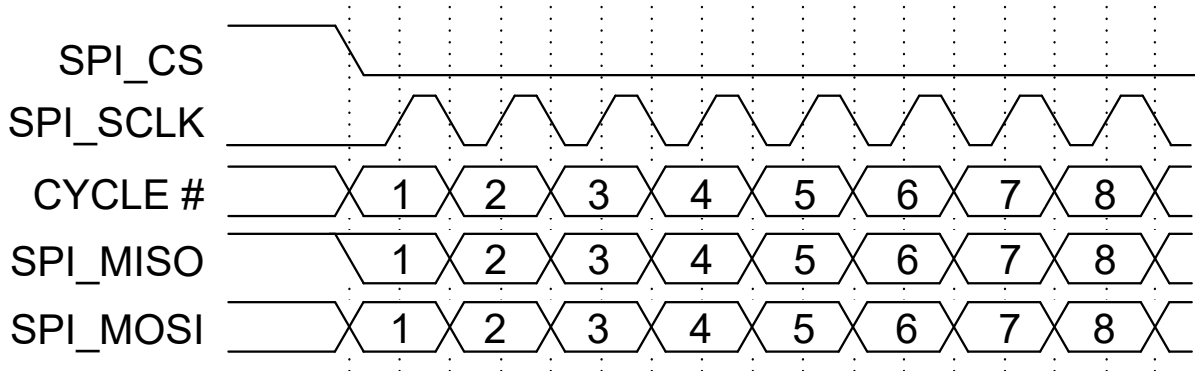 SPI_CS
SPI_SCLK
CYCLE # 1 2 3 4 5 6 7 8
SPI_MISO 1 2 3 4 5 6 7 8
SPI_MOSI 1 2 3 4 5 6 7 8